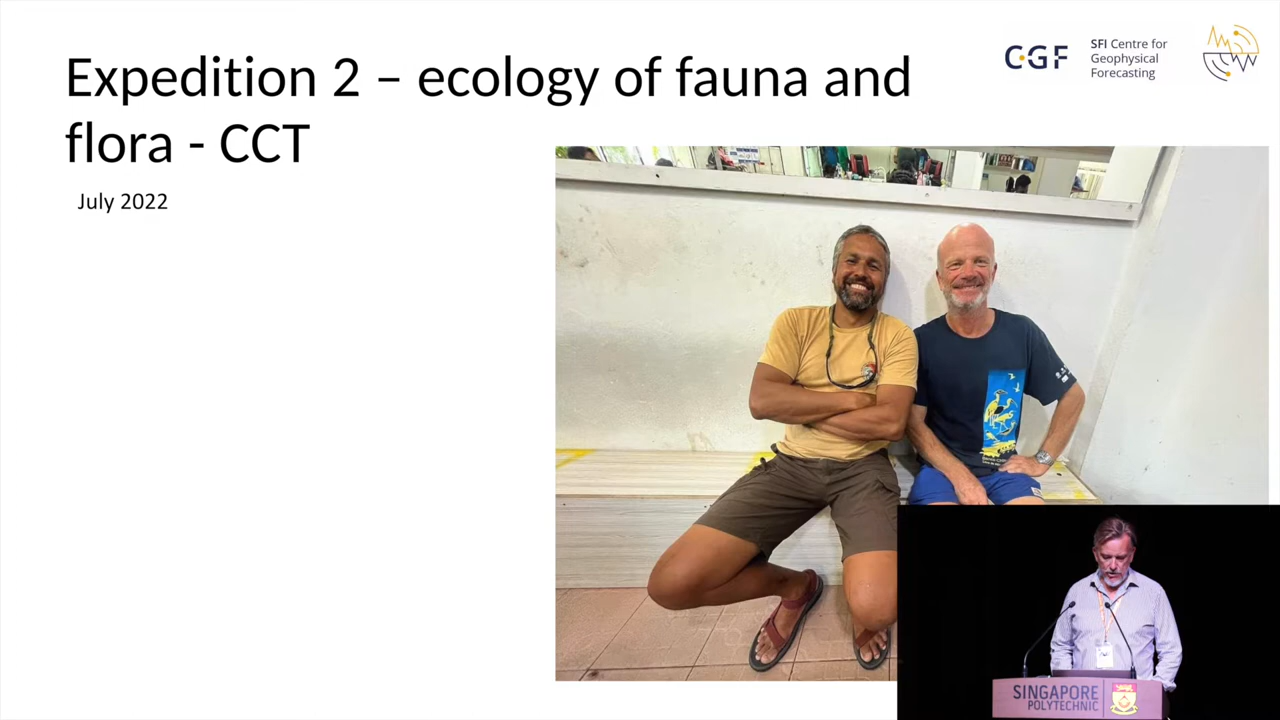 Expedition 2 – ecology of fauna and
flora - CCT
July 2022
CGF
SFI Centre for
Geophysical
Forecasting
SINGAPORE
POLYTECHNIC